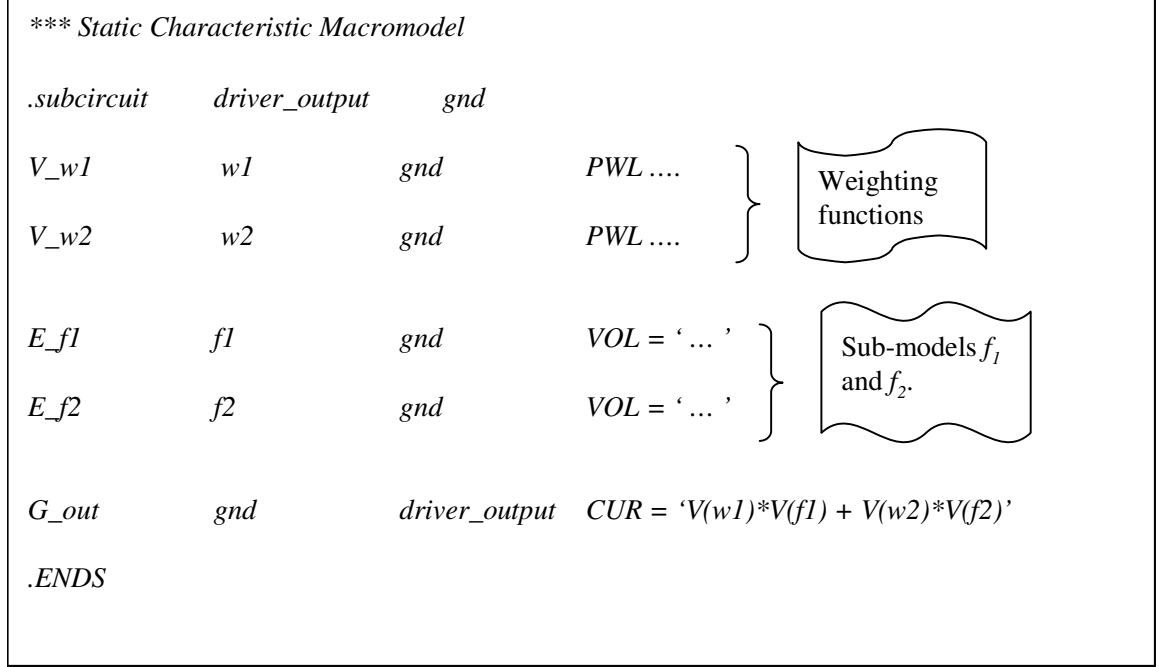 *** Static Characteristic Macromodel
.subcircuit driver_output gnd
V_w1 w1 gnd PWL ....
V_w2 w2 gnd PWL ....
Weighting
functions
E_f1 f1 gnd VOL = ‘ … ’
E_f2 f2 gnd VOL = ‘ … ’
Sub-models f1
and f2.
G_out gnd driver_output CUR = ‘V(w1)*V(f1) + V(w2)*V(f2)’
.ENDS